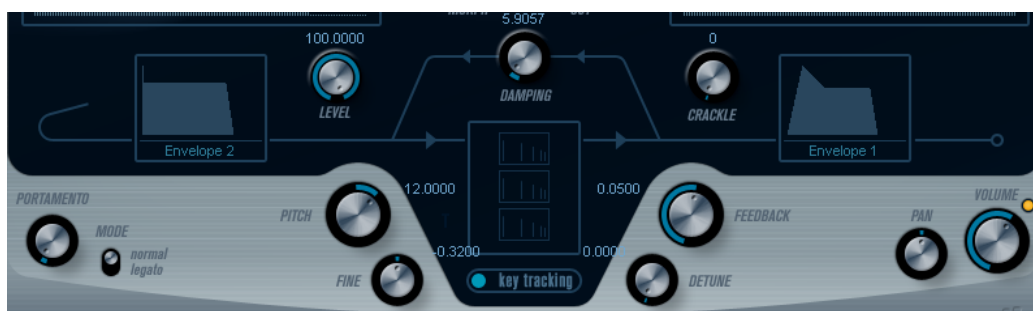 5.9057
100.0000
0
LEVEL
DAMPING
CRACKLE
Envelope 2
Envelope 1
PORTAMENTO
12.0000
0.0500
VOLUME
PITCH
FEEDBACK
PAN
MODE
normal
legato
-0.3200
0.0000
FINE
key tracking
DETUNE